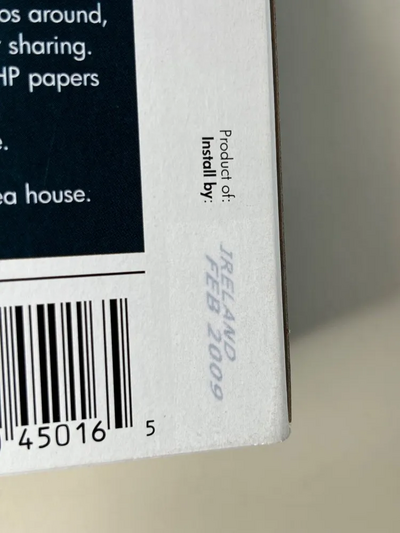 os around,
sharing.
HP papers
ea house.
Product of:
Install by:
IRELAND
FEB 2009
45016 5